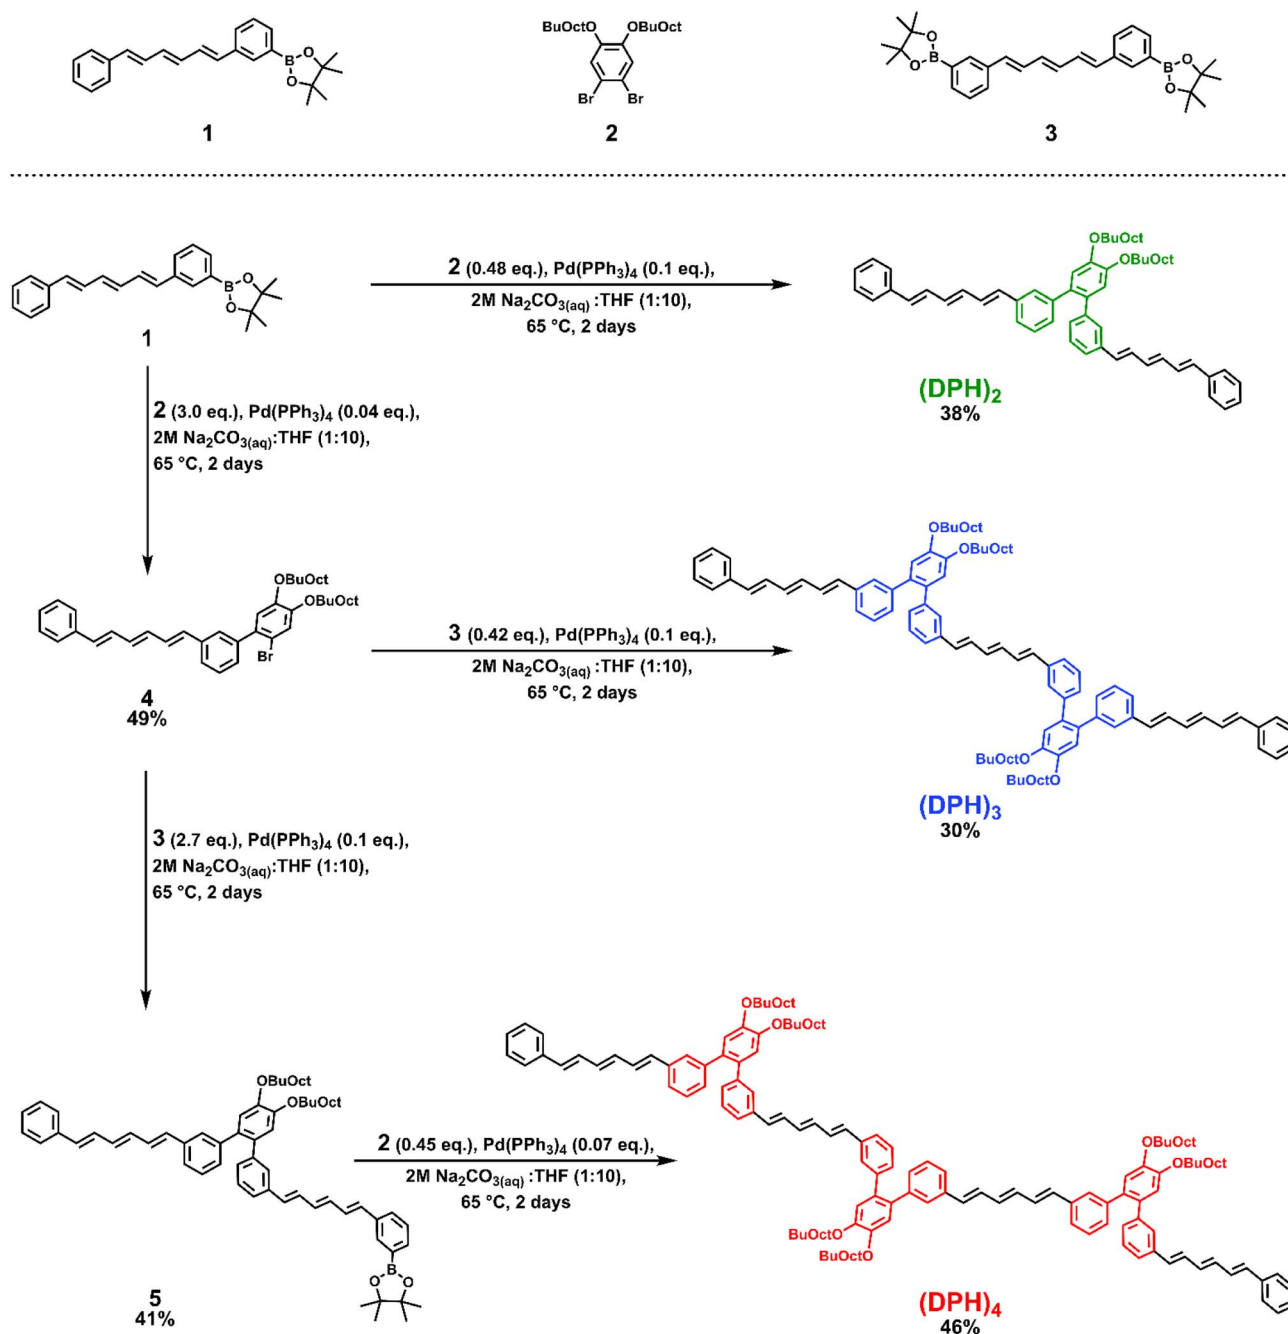 O
B
O
1
OBuOctO OBuOct
Br Br
2
O
B
O
B
O
O
3
B
O
O
1
2 (0.48 eq.), Pd(PPh₃)₄ (0.1 eq.),
2M Na₂CO₃(aq) :THF (1:10),
65 °C, 2 days
OBuOct
OBuOct
(DPH)₂
38%
2 (3.0 eq.), Pd(PPh₃)₄ (0.04 eq.),
2M Na₂CO₃(aq):THF (1:10),
65 °C, 2 days
OBuOct
OBuOct
Br
4
49%
3 (0.42 eq.), Pd(PPh₃)₄ (0.1 eq.),
2M Na₂CO₃(aq) :THF (1:10),
65 °C, 2 days
OBuOct
OBuOct
BuOctO
BuOctO
(DPH)₃
30%
3 (2.7 eq.), Pd(PPh₃)₄ (0.1 eq.),
2M Na₂CO₃(aq):THF (1:10),
65 °C, 2 days
OBuOct
OBuOct
B
O O
5
41%
2 (0.45 eq.), Pd(PPh₃)₄ (0.07 eq.),
2M Na₂CO₃(aq) :THF (1:10),
65 °C, 2 days
OBuOct
OBuOct
OBuOct
OBuOct
BuOctO
BuOctO
(DPH)₄
46%